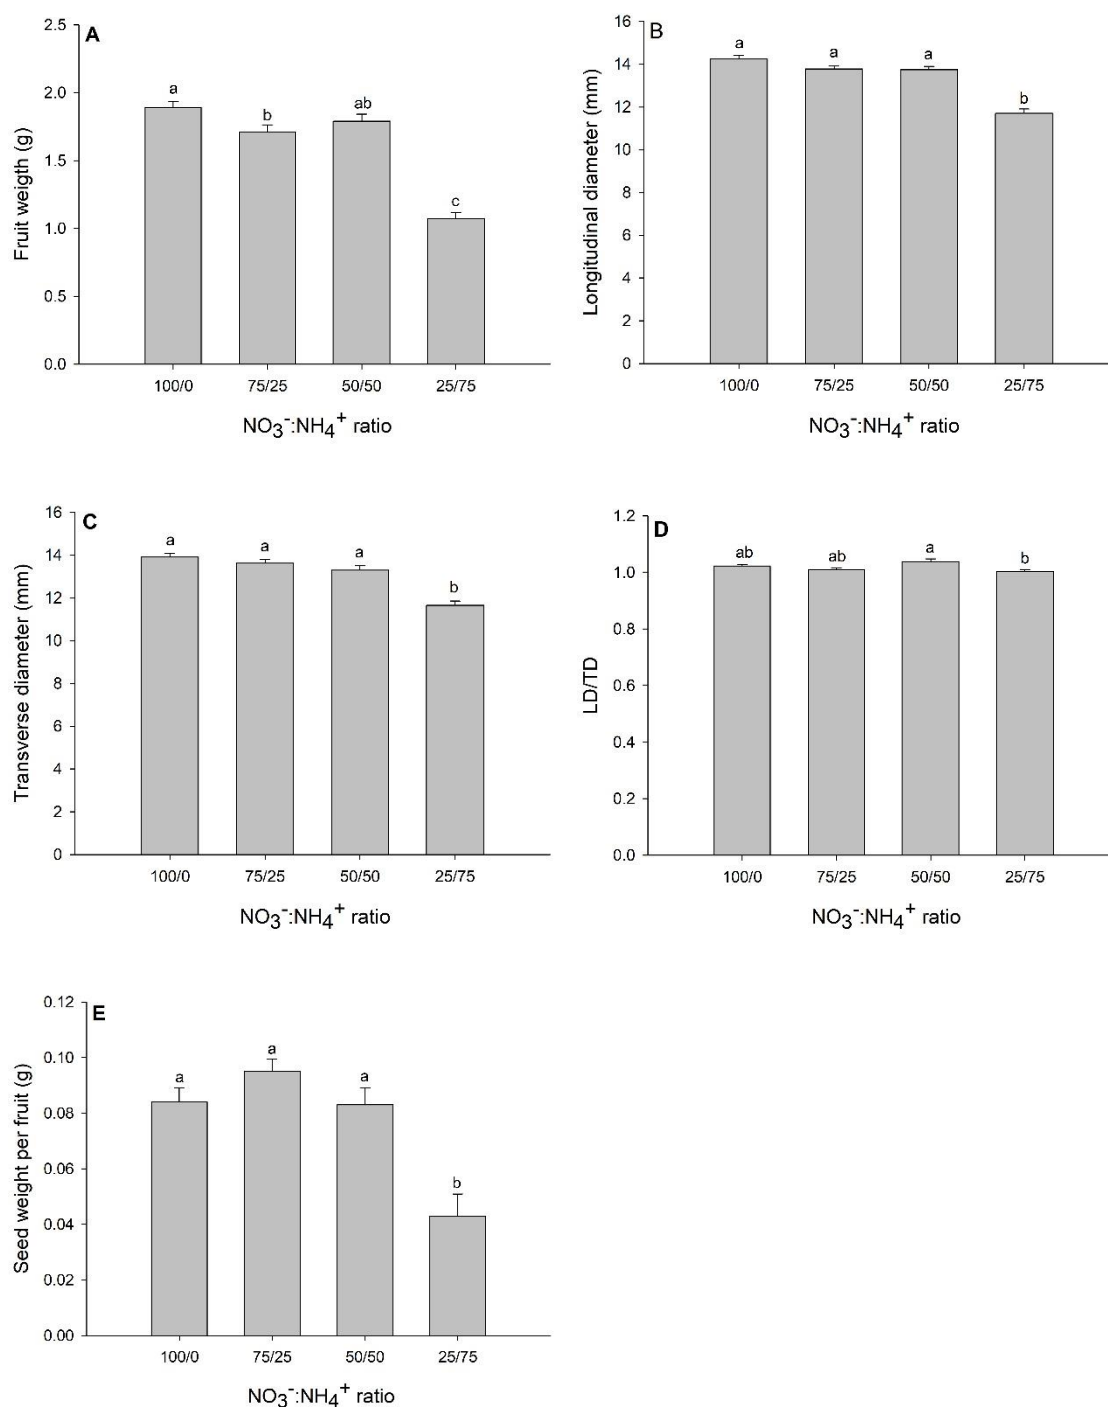 A
2.5
2.0
1.5
1.0
0.5
0.0
Fruit weigth (g)
a
b
ab
c
100/0 75/25 50/50 25/75
NO₃⁻:NH₄⁺ ratio
B
16
14
12
10
8
6
4
2
0
Longitudinal diameter (mm)
a
a
a
b
100/0 75/25 50/50 25/75
NO₃⁻:NH₄⁺ ratio
C
16
14
12
10
8
6
4
2
0
Transverse diameter (mm)
a
a
a
b
100/0 75/25 50/50 25/75
NO₃⁻:NH₄⁺ ratio
D
1.2
1.0
0.8
0.6
0.4
0.2
0.0
LD/TD
ab
ab
a
b
100/0 75/25 50/50 25/75
NO₃⁻:NH₄⁺ ratio
E
0.12
0.10
0.08
0.06
0.04
0.02
0.00
Seed weight per fruit (g)
a
a
a
b
100/0 75/25 50/50 25/75
NO₃⁻:NH₄⁺ ratio